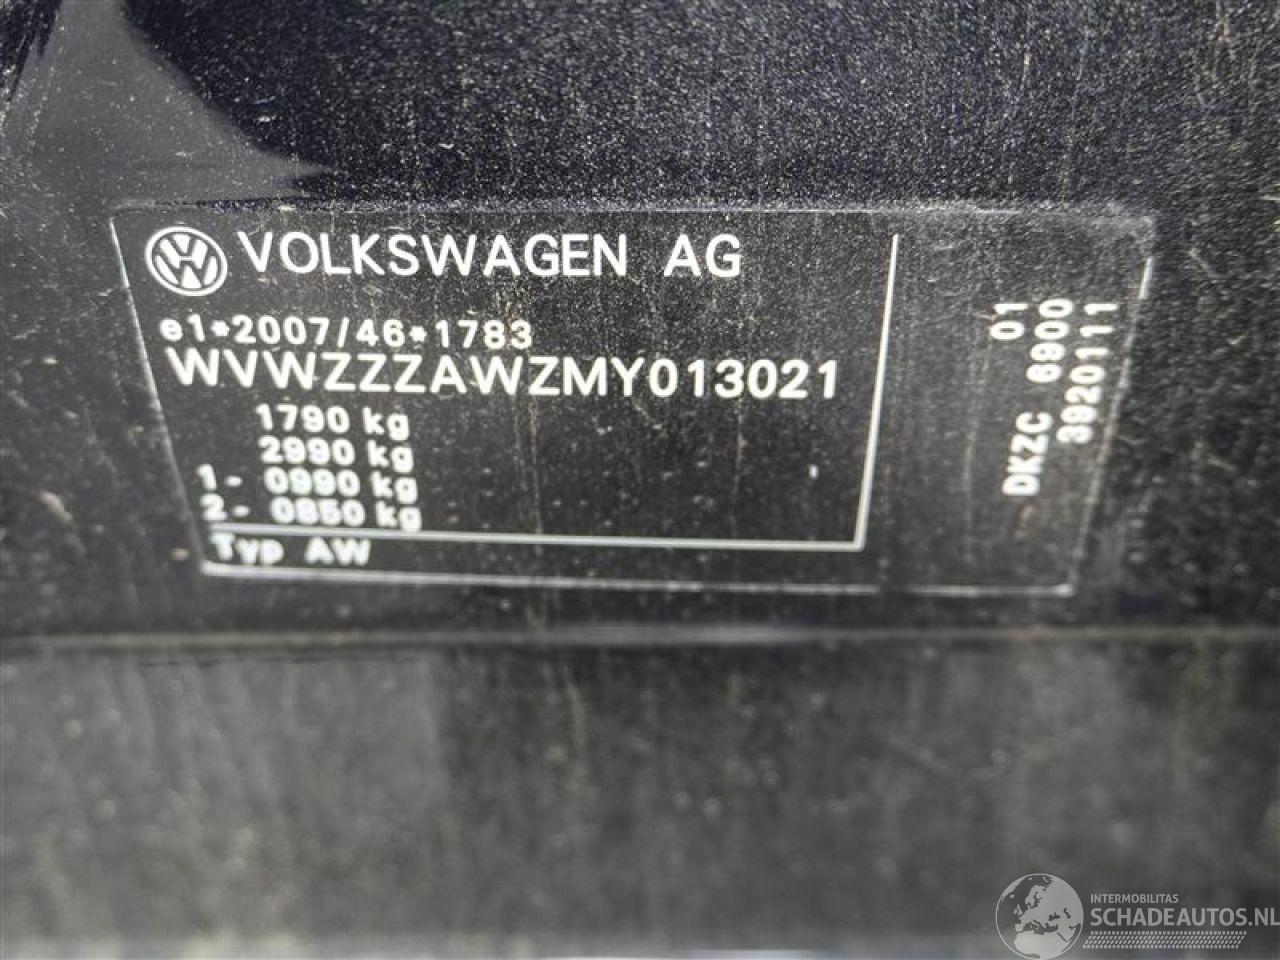 VOLKSWAGEN AG
e1*2007/46*1783
WVWZZZAWZMY013021
1790 kg
2990 kg
1- 0990 kg
2- 0850 kg
Typ AW
01
DKZC 6900
3920111
INTERMOBILITAS
SCHADEAUTOS.NL